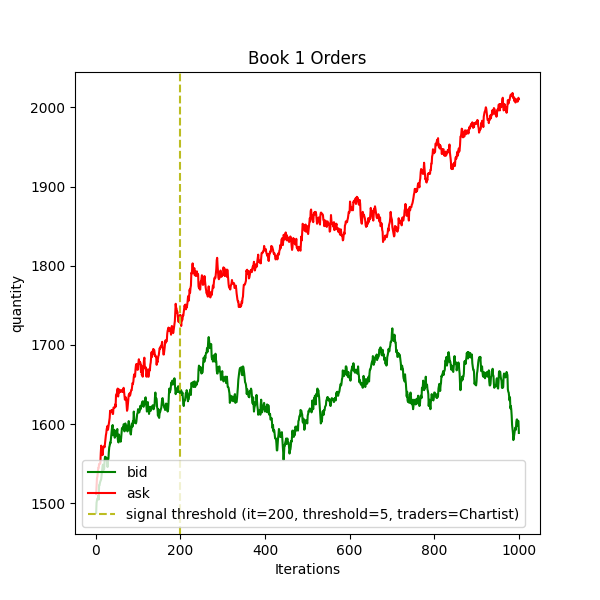 Book 1 Orders
quantity
2000
1900
1800
1700
1600
1500
bid
ask
signal threshold (it=200, threshold=5, traders=Chartist)
0 200 400 600 800 1000
Iterations